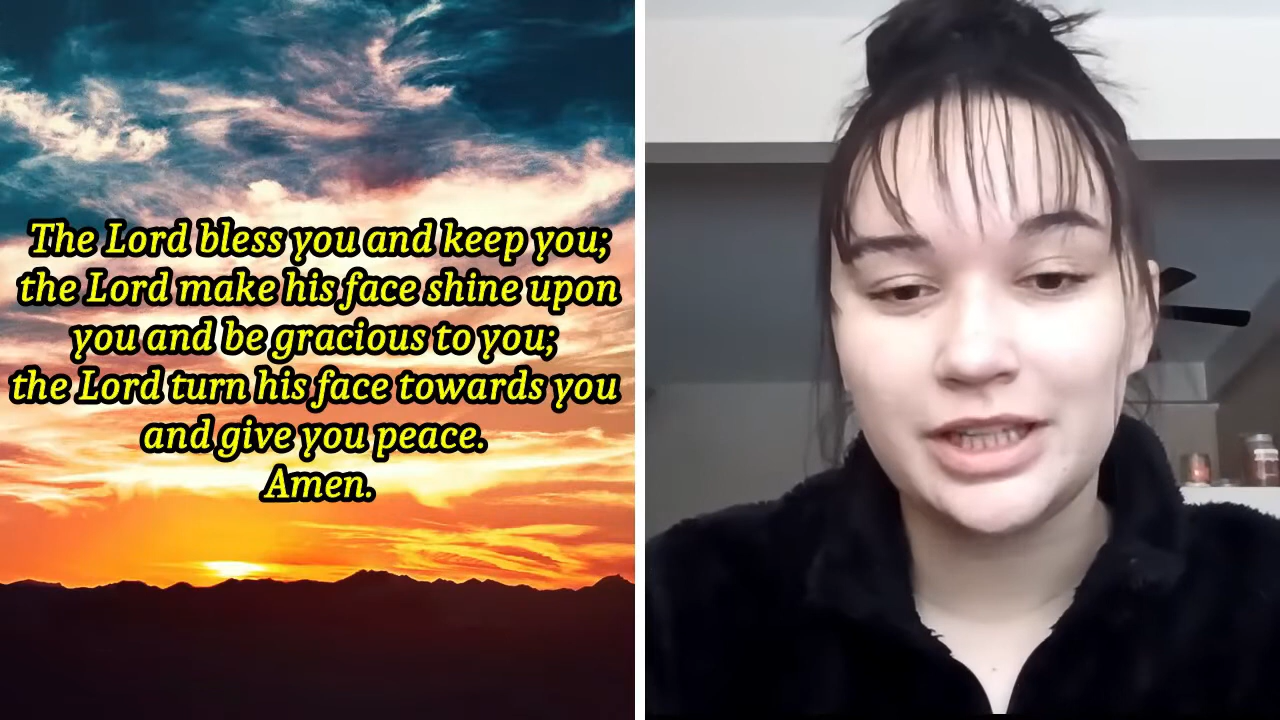 The Lord bless you and keep you;
the Lord make his face shine upon
you and be gracious to you;
the Lord turn his face towards you
and give you peace.
Amen.